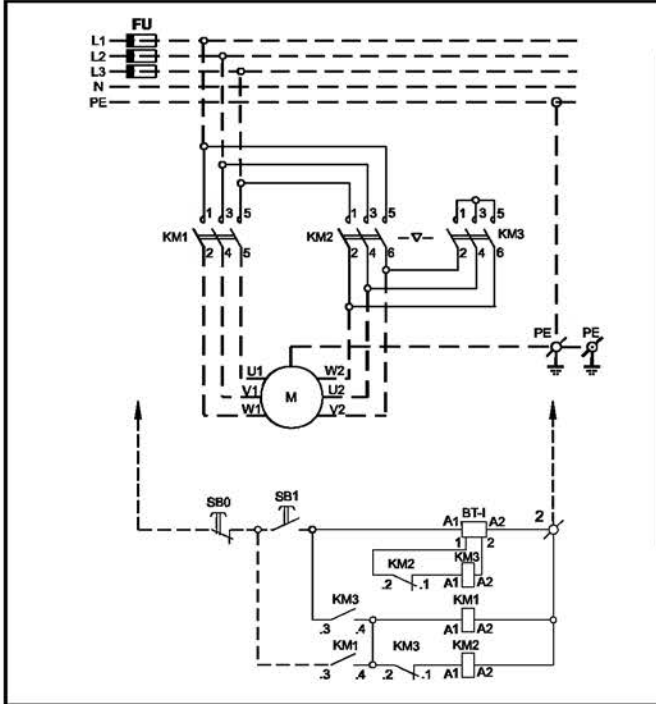 FU
L1
L2
L3
N
PE
1 3 5 1 3 5 1 3 5
KM1 KM2 KM3
2 4 5 2 4 6 2 4 6
PE PE
U1 W2
V1 M U2
W1 V2
SB0 SB1 BT-I 2
A1 A2
1 2
KM2 KM3
.2 .1 A1 A2
KM3 KM1
.3 .4 A1 A2
KM1 KM3 KM2
.3 .4 .2 .1 A1 A2